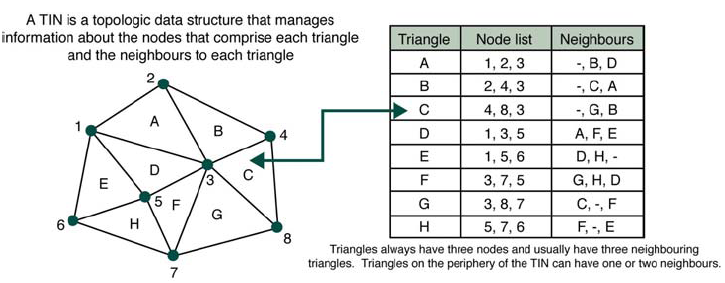 A TIN is a topologic data structure that manages
information about the nodes that comprise each triangle
and the neighbours to each triangle
2
1
A
B
4
D
3
C
E
5
F
G
6
H
8
7
Triangle Node list Neighbours
A 1, 2, 3 -, B, D
B 2, 4, 3 -, C, A
C 4, 8, 3 -, G, B
D 1, 3, 5 A, F, E
E 1, 5, 6 D, H, -
F 3, 7, 5 G, H, D
G 3, 8, 7 C, -, F
H 5, 7, 6 F, -, E
Triangles always have three nodes and usually have three neighbouring
triangles. Triangles on the periphery of the TIN can have one or two neighbours.